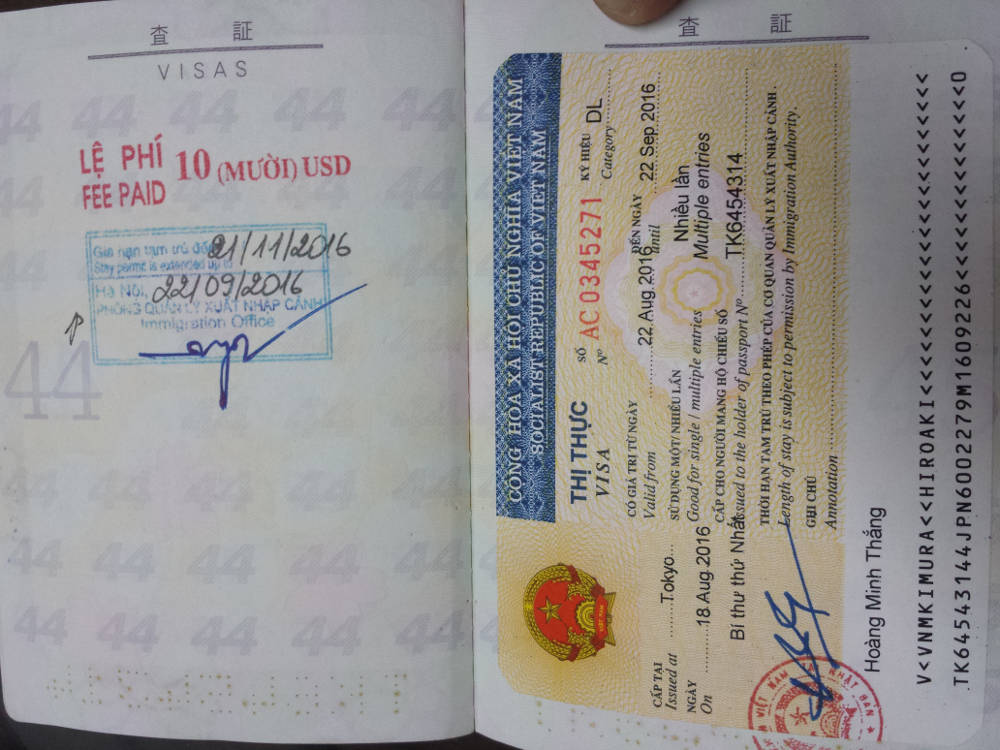 査 証
VISAS
LỆ PHÍ
FEE PAID
10 (MƯỜI) USD
Gia hạn tạm trú đến 21/11/2016
Stay permit is extended up to
Hà Nội, 22/09/2016
PHÒNG QUẢN LÝ XUẤT NHẬP CẢNH
Immigration Office
44
査 証
CỘNG HÒA XÃ HỘI CHỦ NGHĨA VIỆT NAM
SOCIALIST REPUBLIC OF VIET NAM
THỊ THỰC
VISA
SỐ
Nº
AC0345271
KÝ HIỆU
Category DL
CÓ GIÁ TRỊ TỪ NGÀY
Valid from 22 Aug 2016
ĐẾN NGÀY
Until 22 Sep 2016
SỬ DỤNG MỘT/ NHIỀU LẦN Nhiều lần
Good for single / multiple entries Multiple entries
CẤP CHO NGƯỜI MANG HỘ CHIẾU SỐ
Issued to the holder of passport Nº TK6454314
THỜI HẠN TẠM TRÚ THEO PHÉP CỦA CƠ QUAN QUẢN LÝ XUẤT NHẬP CẢNH.
Length of stay is subject to permission by Immigration Authority.
GHI CHÚ
Annotation
CẤP TẠI
Issued at Tokyo
NGÀY
On 18 Aug 2016
Bí thư thứ Nhất
Hoàng Minh Thắng
V<VNMKIMURA<<HIROAKI<<<<<<<<<<<<<<<<<<<<<<<<
TK64543144JPN6002279M1609226<<<<<<<<<<<<<<<0